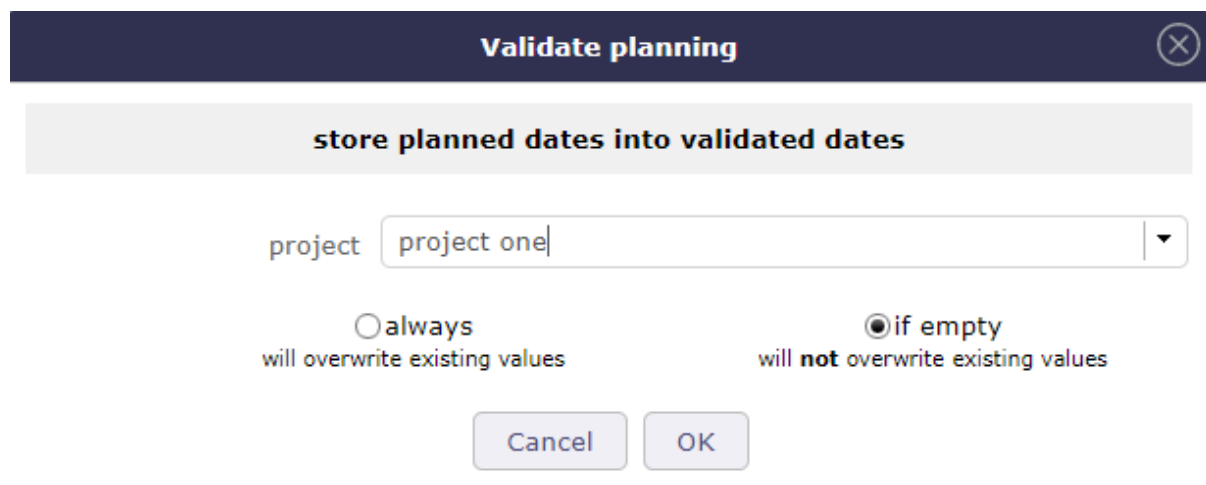 Validate planning
store planned dates into validated dates
project project one
always if empty
will overwrite existing values will not overwrite existing values
Cancel OK